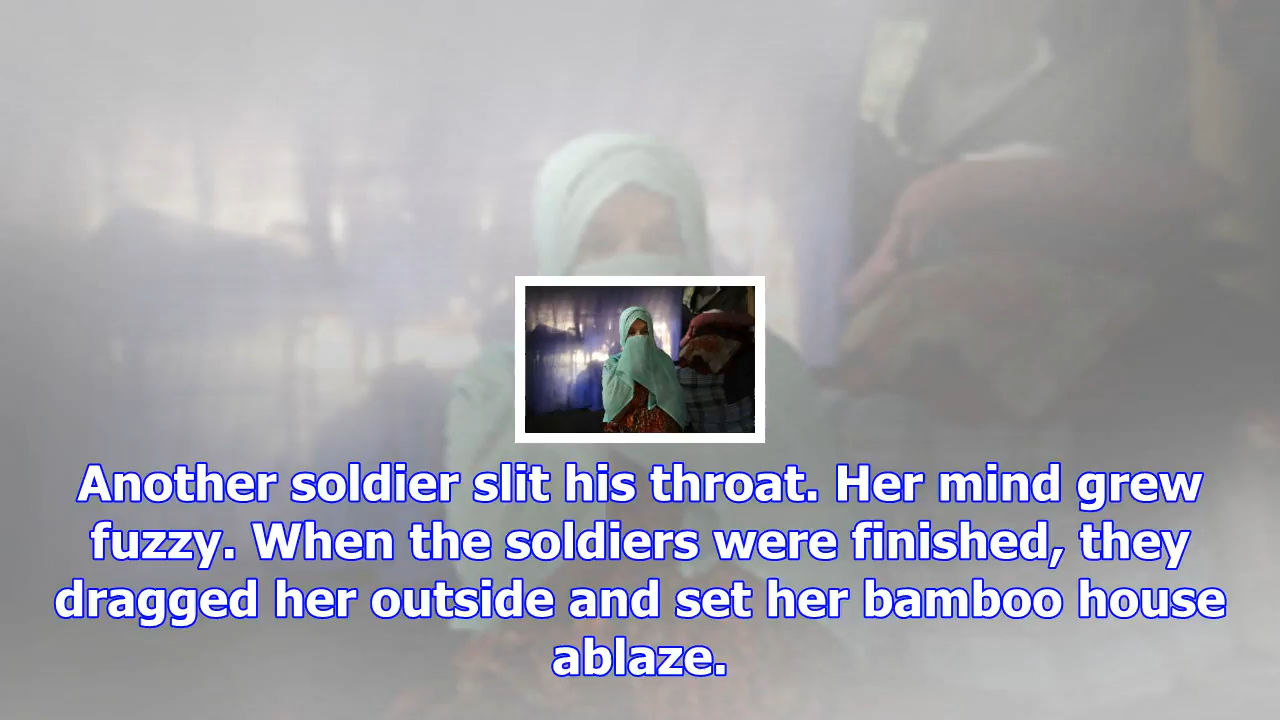 Another soldier slit his throat. Her mind grew
fuzzy. When the soldiers were finished, they
dragged her outside and set her bamboo house
ablaze.